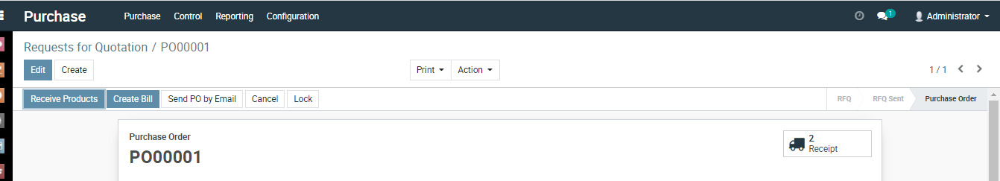 Purchase Purchase Control Reporting Configuration 1 Administrator
Requests for Quotation / PO00001
Edit Create Print Action 1 / 1
Receive Products Create Bill Send PO by Email Cancel Lock RFQ RFQ Sent Purchase Order
Purchase Order
PO00001
2
Receipt